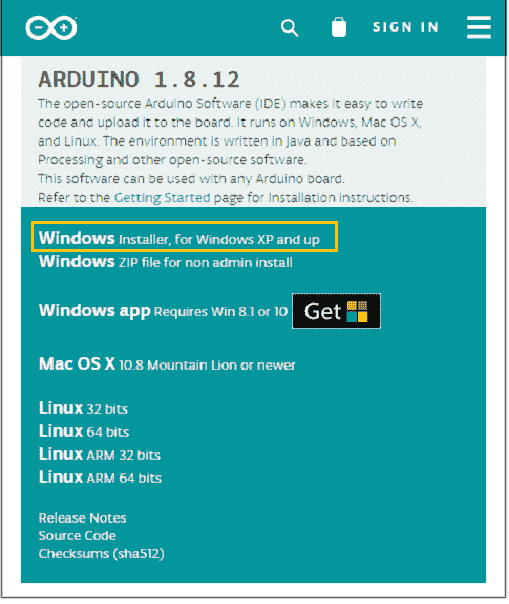 SIGN IN
ARDUINO 1.8.12
The open-source Arduino Software (IDE) makes it easy to write
code and upload it to the board. It runs on Windows, Mac OS X,
and Linux. The environment is written in Java and based on
Processing and other open-source software.
This software can be used with any Arduino board.
Refer to the Getting Started page for Installation instructions.
Windows Installer, for Windows XP and up
Windows ZIP file for non admin install
Windows app Requires Win 8.1 or 10 Get
Mac OS X 10.8 Mountain Lion or newer
Linux 32 bits
Linux 64 bits
Linux ARM 32 bits
Linux ARM 64 bits
Release Notes
Source Code
Checksums (sha512)